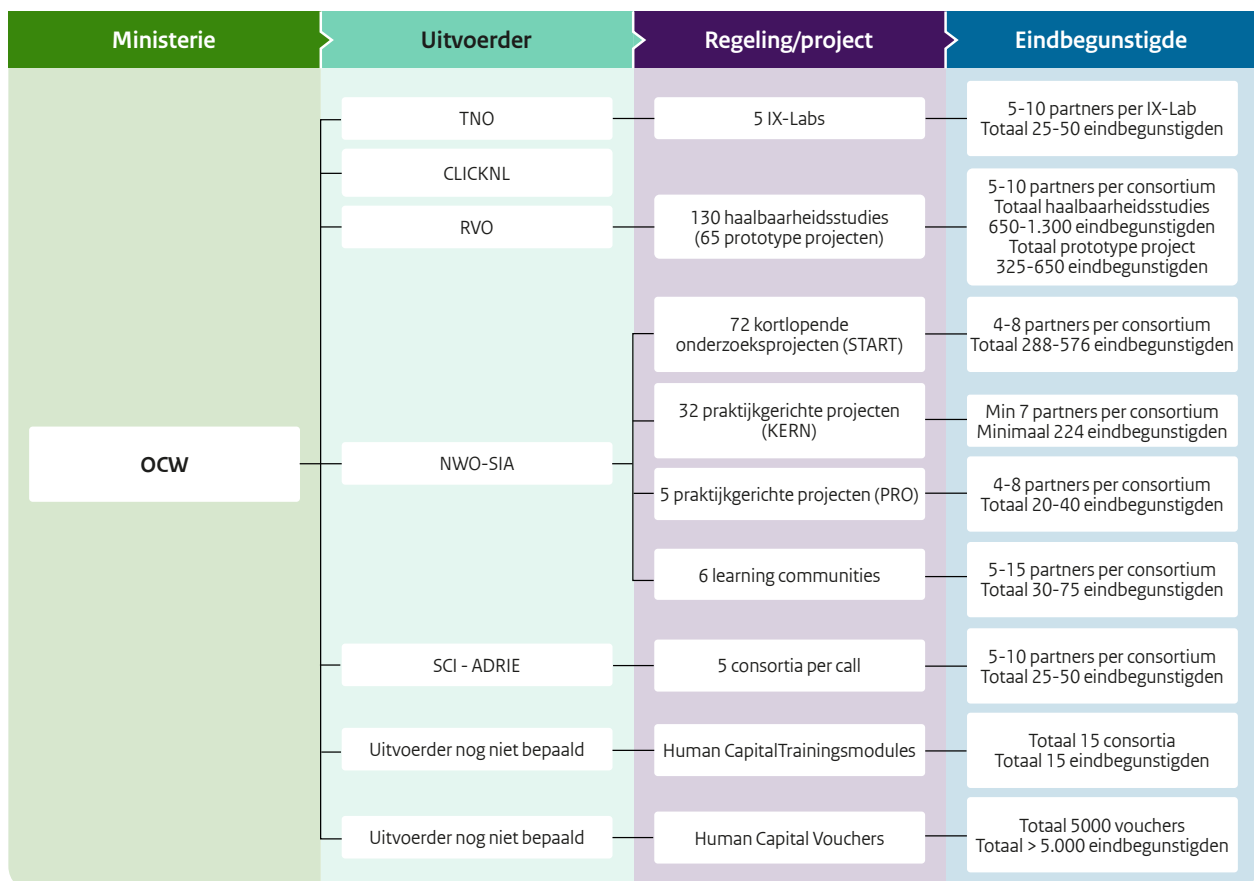 Ministerie
Uitvoerder
Regeling/project
Eindbegunstigde
OCW
TNO
5 IX-Labs
5-10 partners per IX-Lab
Totaal 25-50 eindbegunstigden
CLICKNL
RVO
130 haalbaarheidsstudies
(65 prototype projecten)
5-10 partners per consortium
Totaal haalbaarheidsstudies
650-1.300 eindbegunstigden
Totaal prototype project
325-650 eindbegunstigden
NWO-SIA
72 kortlopende
onderzoeksprojecten (START)
4-8 partners per consortium
Totaal 288-576 eindbegunstigden
32 praktijkgerichte projecten
(KERN)
Min 7 partners per consortium
Minimaal 224 eindbegunstigden
5 praktijkgerichte projecten (PRO)
4-8 partners per consortium
Totaal 20-40 eindbegunstigden
6 learning communities
5-15 partners per consortium
Totaal 30-75 eindbegunstigden
SCI - ADRIE
5 consortia per call
5-10 partners per consortium
Totaal 25-50 eindbegunstigden
Uitvoerder nog niet bepaald
Human CapitalTrainingsmodules
Totaal 15 consortia
Totaal 15 eindbegunstigden
Uitvoerder nog niet bepaald
Human Capital Vouchers
Totaal 5000 vouchers
Totaal > 5.000 eindbegunstigden